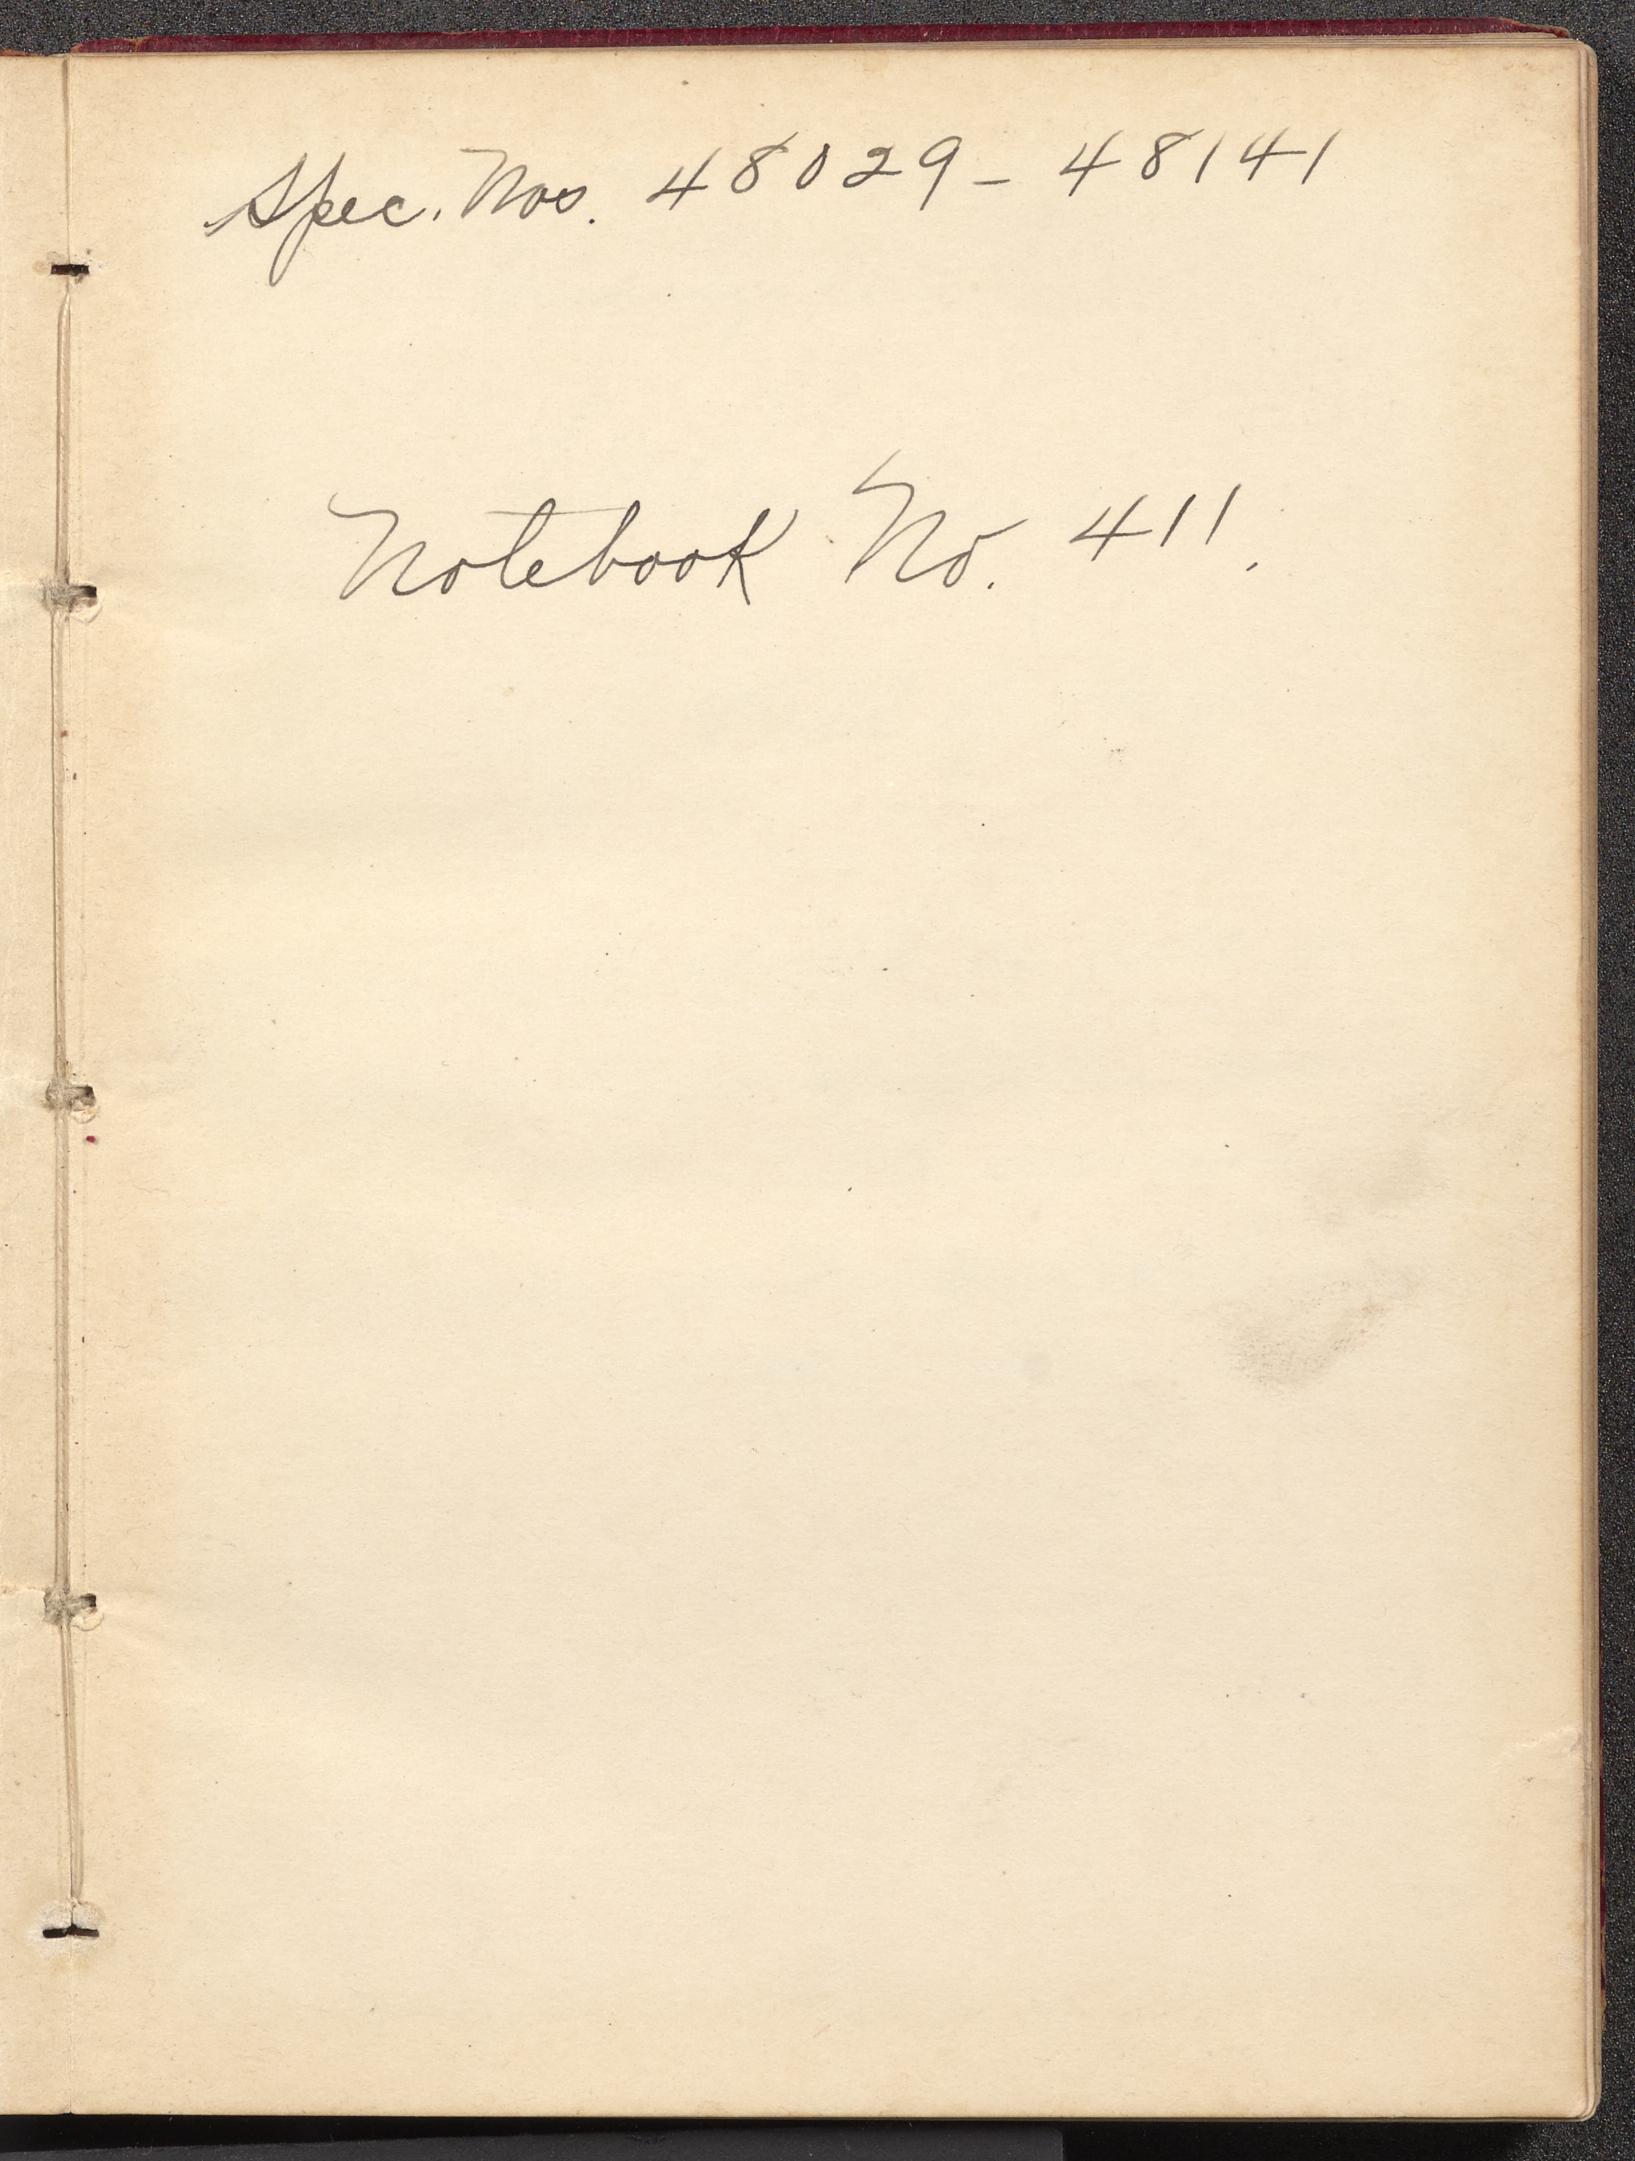 Spec. Nos. 48029 - 48141
Notebook No. 411.